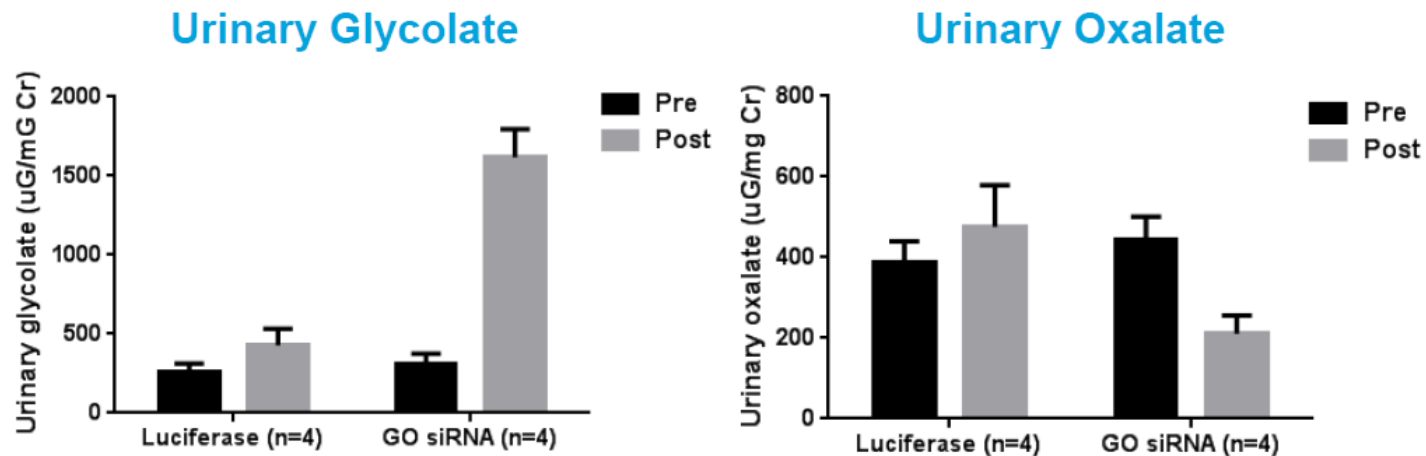 Urinary Glycolate
Urinary glycolate (uG/mG Cr)
2000
1500
1000
500
0
Luciferase (n=4)
GO siRNA (n=4)
Pre
Post
Urinary Oxalate
Urinary oxalate (uG/mg Cr)
800
600
400
200
0
Luciferase (n=4)
GO siRNA (n=4)
Pre
Post